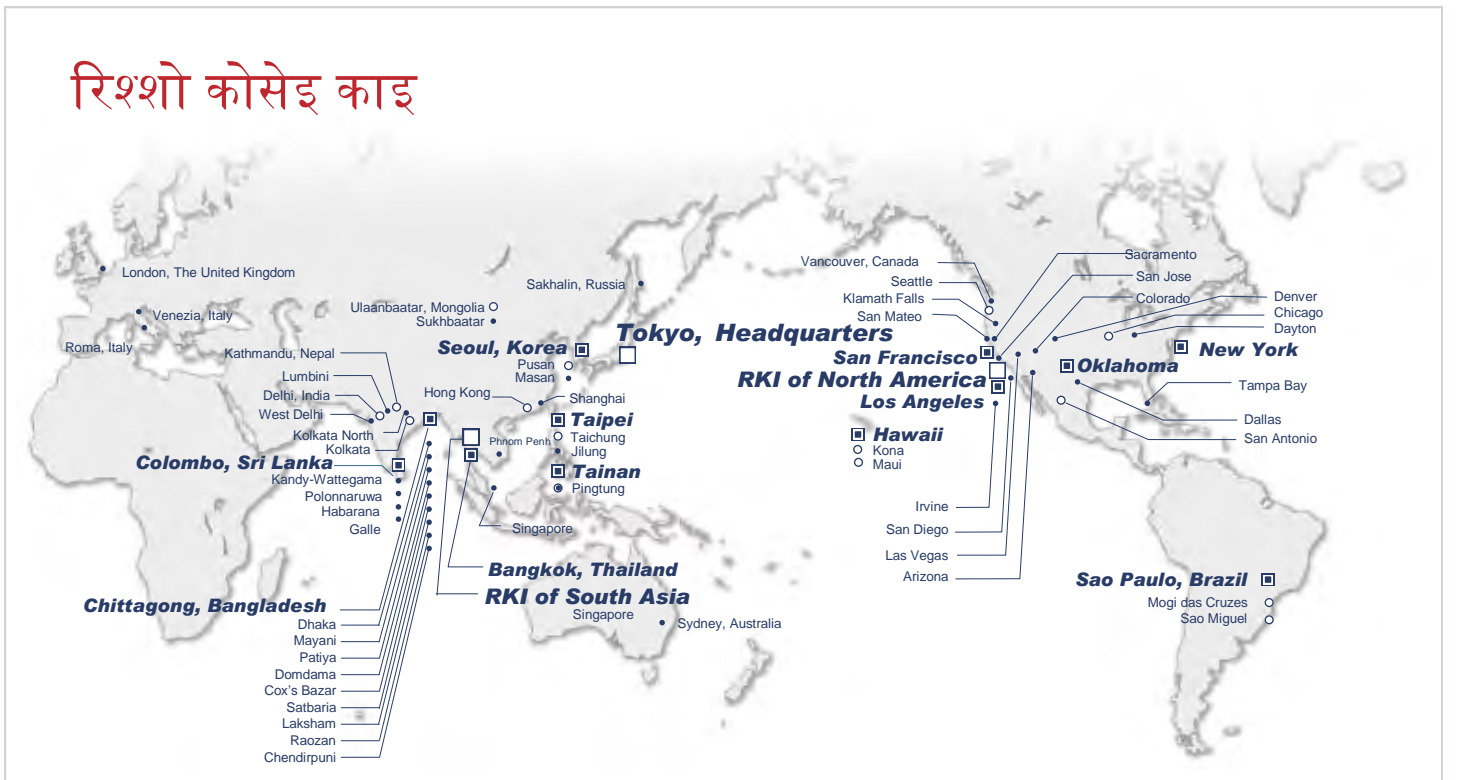 रिश्शो कोसेइ काइ
London, The United Kingdom
Venezia, Italy
Roma, Italy
Ulaanbaatar, Mongolia
Sukhbaatar
Sakhalin, Russia
Tokyo, Headquarters
Seoul, Korea
Pusan
Masan
Kathmandu, Nepal
Lumbini
Delhi, India
West Delhi
Kolkata North
Kolkata
Hong Kong
Shanghai
Taipei
Taichung
Jilung
Tainan
Pingtung
Phnom Penh
Colombo, Sri Lanka
Kandy-Wattegama
Polonnaruwa
Habarana
Galle
Singapore
Bangkok, Thailand
RKI of South Asia
Singapore
Sydney, Australia
Chittagong, Bangladesh
Dhaka
Mayani
Patiya
Domdama
Cox's Bazar
Satbaria
Laksham
Raozan
Chendirpuni
Vancouver, Canada
Seattle
Klamath Falls
San Mateo
San Francisco
RKI of North America
Los Angeles
Hawaii
Kona
Maui
Irvine
San Diego
Las Vegas
Arizona
Sacramento
San Jose
Colorado
Denver
Chicago
Dayton
New York
Oklahoma
Tampa Bay
Dallas
San Antonio
Sao Paulo, Brazil
Mogi das Cruzes
Sao Miguel